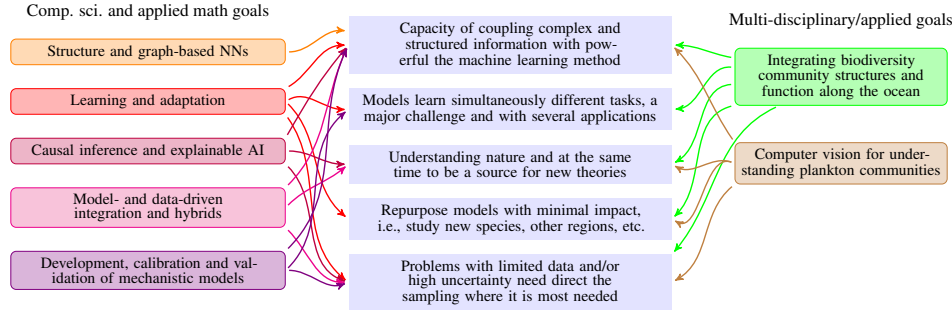 Comp. sci. and applied math goals
Structure and graph-based NNs
Learning and adaptation
Causal inference and explainable AI
Model- and data-driven
integration and hybrids
Development, calibration and val-
idation of mechanistic models
Capacity of coupling complex and
structured information with pow-
erful the machine learning method
Models learn simultaneously different tasks, a
major challenge and with several applications
Understanding nature and at the same
time to be a source for new theories
Repurpose models with minimal impact,
i.e., study new species, other regions, etc.
Problems with limited data and/or
high uncertainty need direct the
sampling where it is most needed
Multi-disciplinary/applied goals
Integrating biodiversity
community structures and
function along the ocean
Computer vision for under-
standing plankton communities